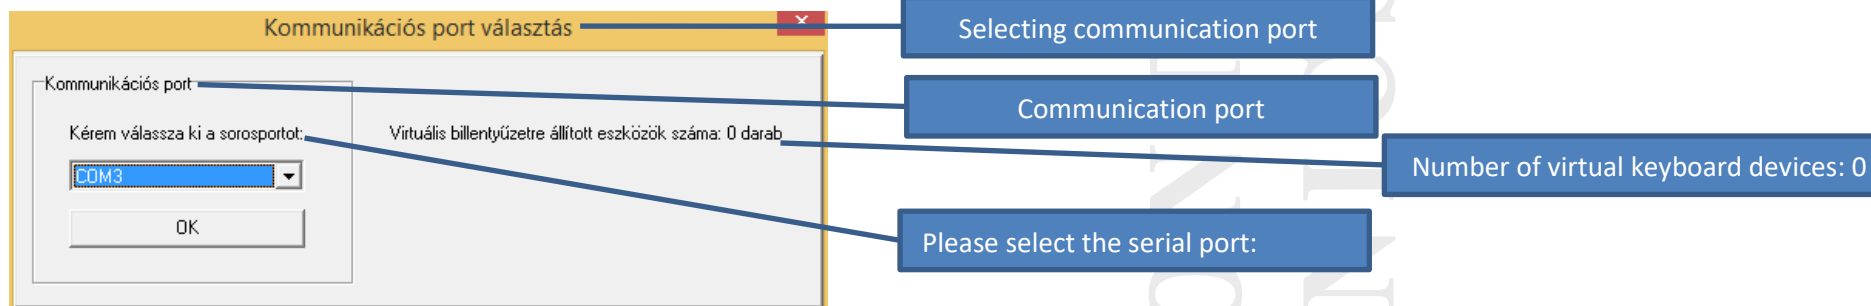 Kommunikációs port választás
Selecting communication port
Kommunikációs port
Communication port
Kérem válassza ki a sorosportot:
Virtuális billentyűzetre állított eszközök száma: 0 darab
Number of virtual keyboard devices: 0
COM3
OK
Please select the serial port: